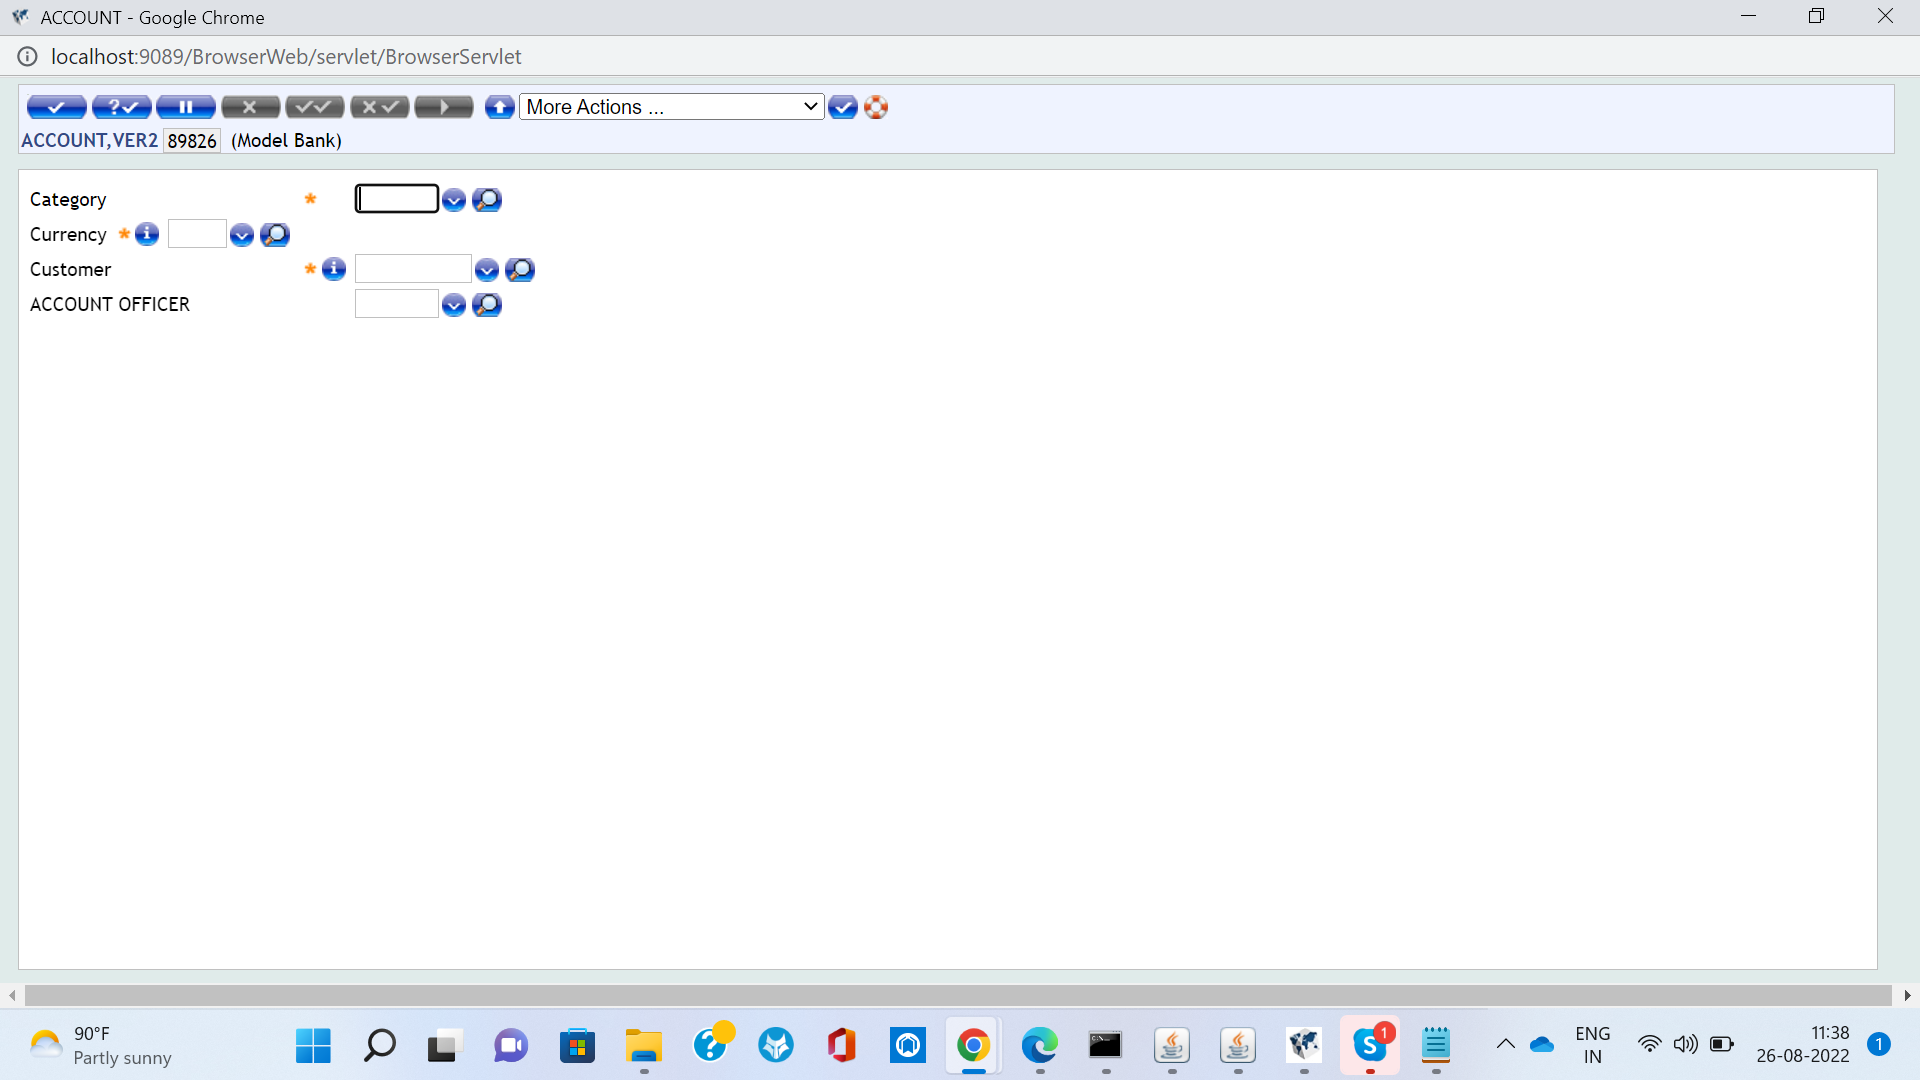 ACCOUNT - Google Chrome
localhost:9089/BrowserWeb/servlet/BrowserServlet
More Actions ...
ACCOUNT,VER2 89826 (Model Bank)
Category *
Currency *
Customer *
ACCOUNT OFFICER
90°F
Partly sunny
1
ENG
IN
11:38
26-08-2022
1